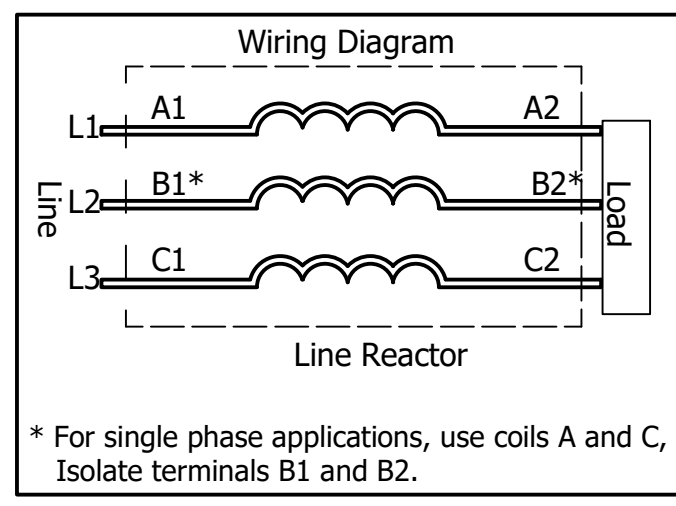 Wiring Diagram
L1 A1 A2
Line L2 B1* B2* Load
L3 C1 C2
Line Reactor
* For single phase applications, use coils A and C,
Isolate terminals B1 and B2.